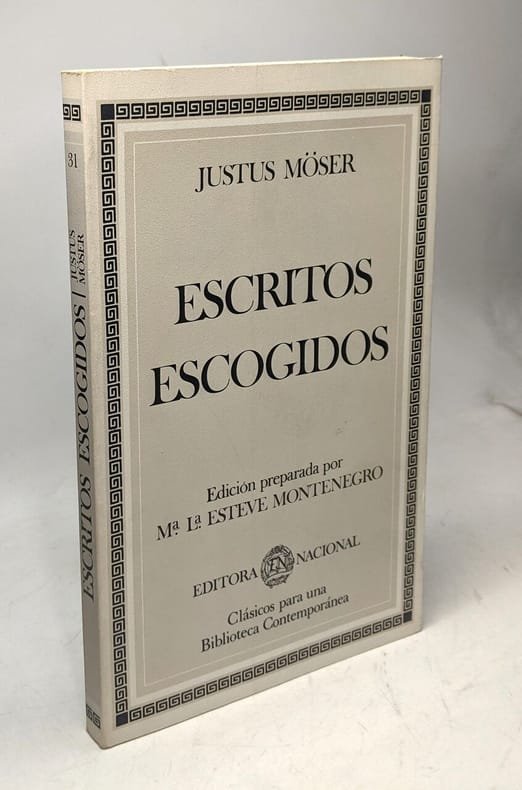 JUSTUS MÖSER
ESCRITOS
ESCOGIDOS
Edición preparada por
Mª. Lª. ESTEVE MONTENEGRO
EDITORA EN NACIONAL
Clásicos para una
Biblioteca Contemporánea
31
JUSTUS
MÖSER
ESCRITOS ESCOGIDOS